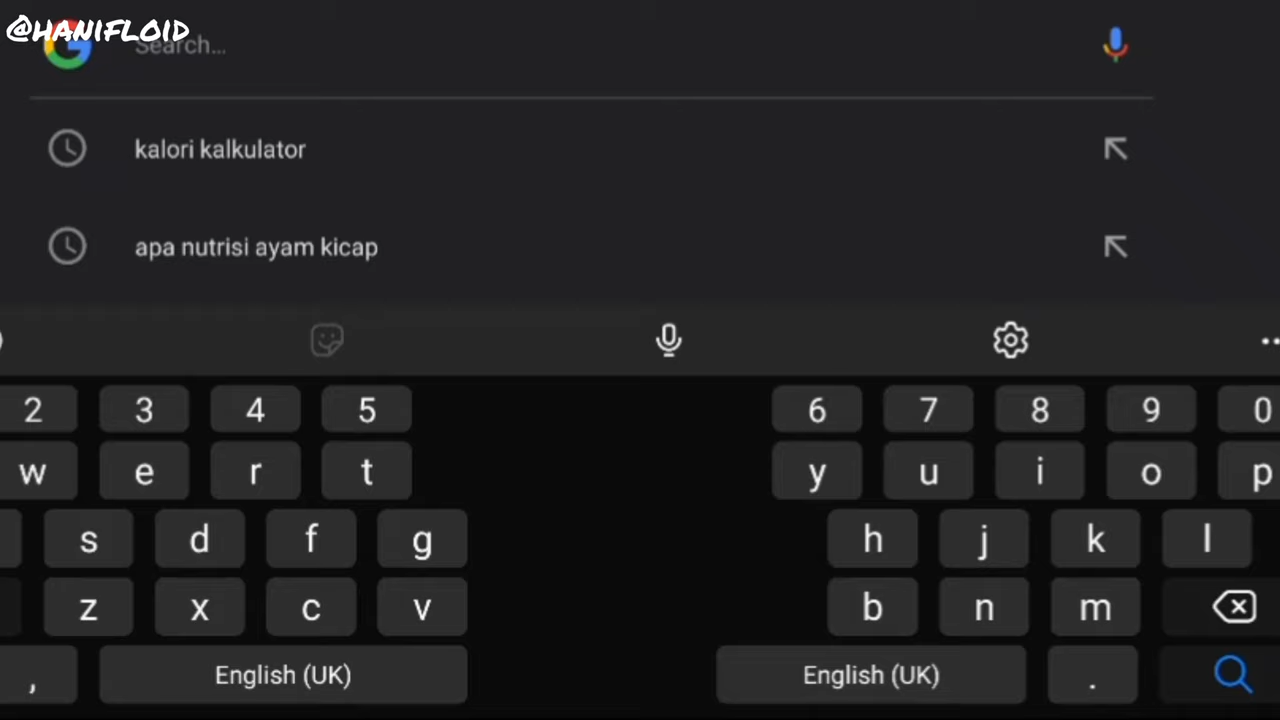 @HANIFLOID
Search...
kalori kalkulator
apa nutrisi ayam kicap
2 3 4 5 6 7 8 9 0
w e r t y u i o p
s d f g h j k l
z x c v b n m
, English (UK) English (UK) .